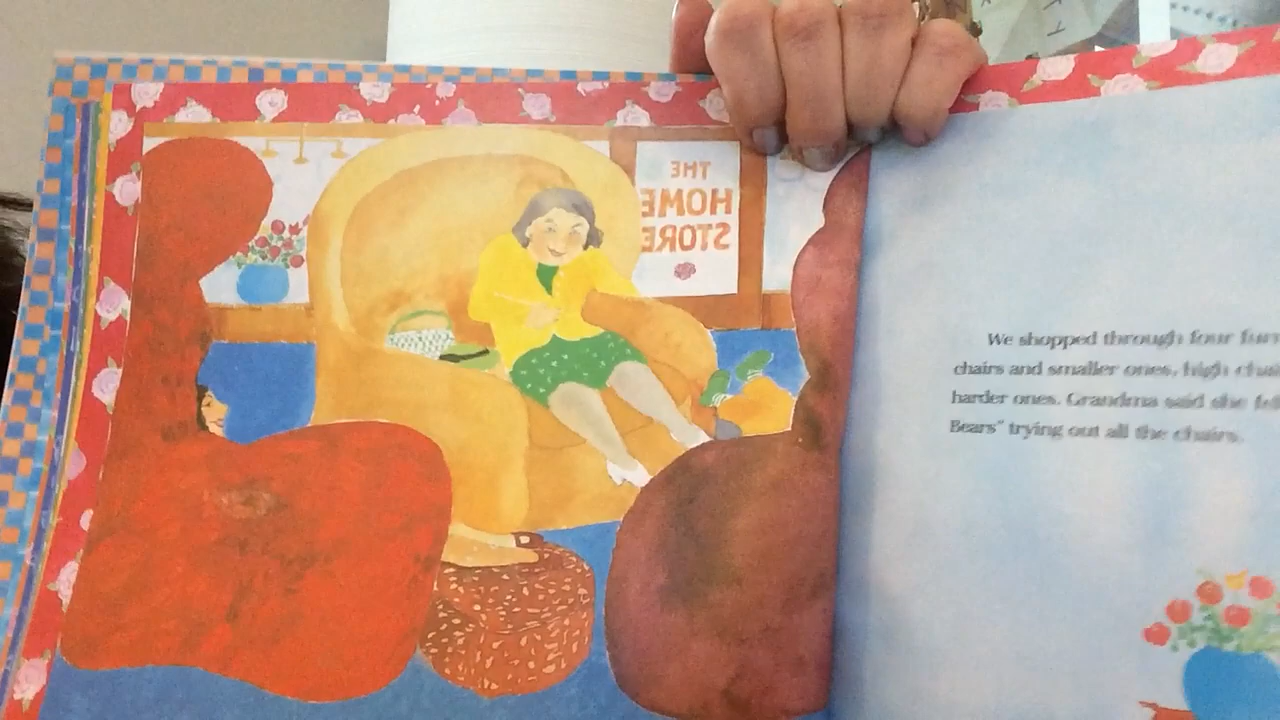 THE
HOME
STORE
We shopped through four fur
chairs and smaller ones, high chai
harder ones. Grandma said she fel
Bears" trying out all the chairs.